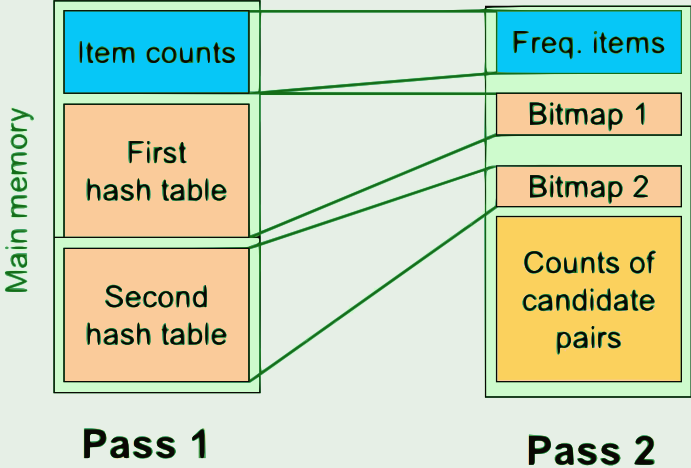 Main memory
Item counts
First
hash table
Second
hash table
Pass 1
Freq. items
Bitmap 1
Bitmap 2
Counts of
candidate
pairs
Pass 2